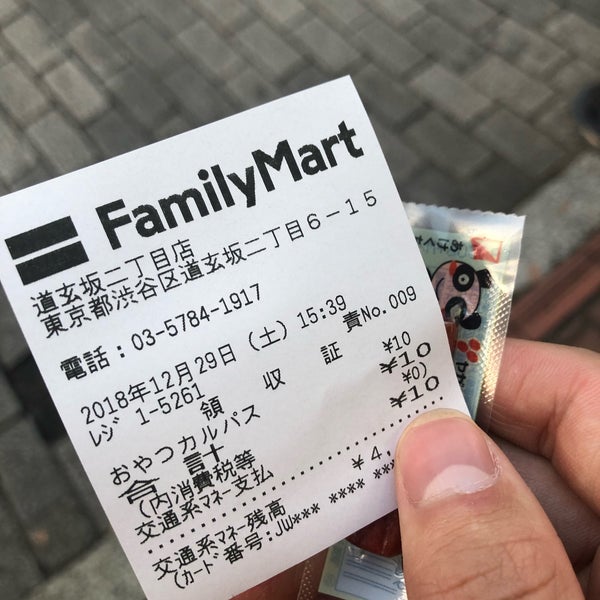 FamilyMart
道玄坂二丁目店
東京都渋谷区道玄坂二丁目6-15
電話:03-5784-1917
2018年12月29日(土) 15:39
ﾚｼﾞ 1-5261 責No.009
領 収 証
おやつカルパス ¥10
合 計 ¥10
(内消費税等 ¥0)
交通系ﾏﾈｰ支払 ¥10
交通系ﾏﾈｰ残高 ¥4,
(ｶｰﾄﾞ番号:JW*** **** ***